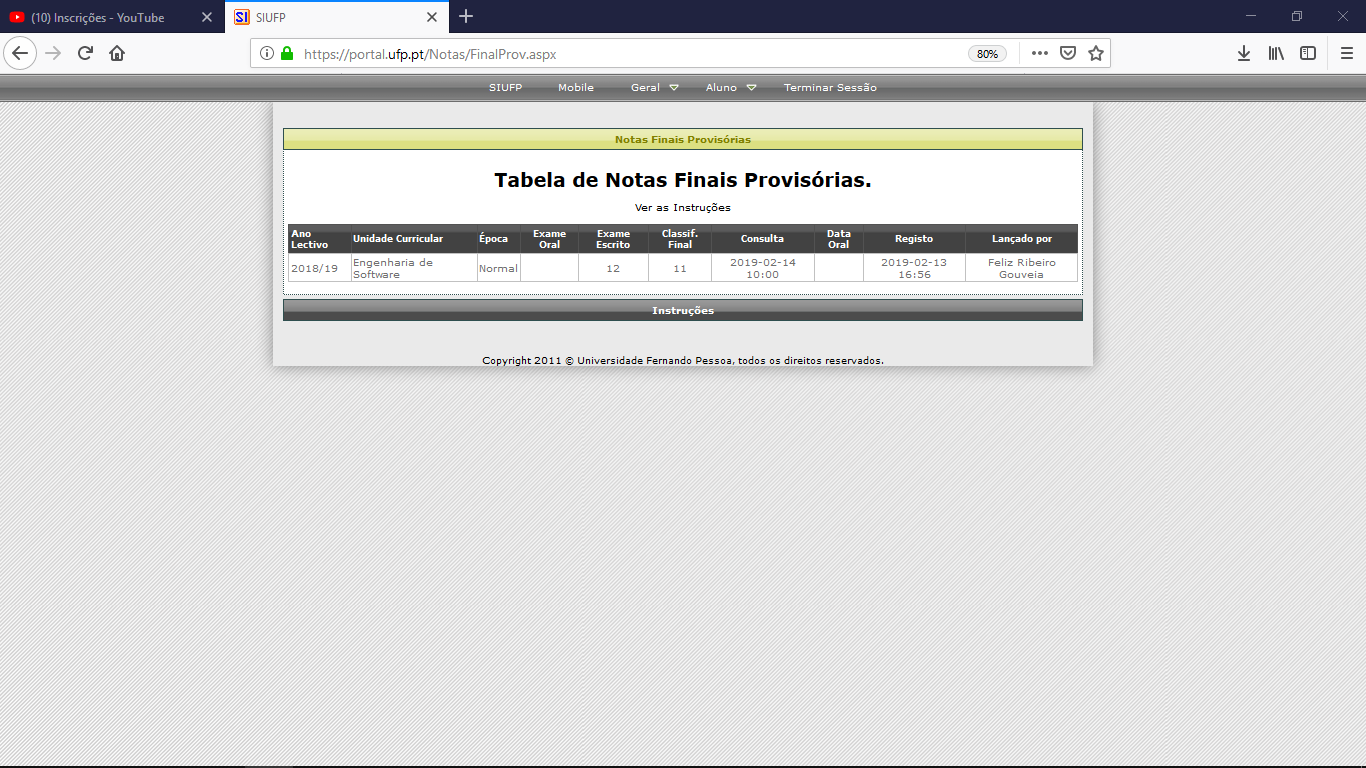 (10) Inscrições - YouTube
SI SIUFP
https://portal.ufp.pt/Notas/FinalProv.aspx 80%
SIUFP Mobile Geral Aluno Terminar Sessão
Notas Finais Provisórias
Tabela de Notas Finais Provisórias.
Ver as Instruções
Ano Lectivo Unidade Curricular Época Exame Oral Exame Escrito Classif. Final Consulta Data Oral Registo Lançado por
2018/19 Engenharia de Software Normal 12 11 2019-02-14 10:00 2019-02-13 16:56 Feliz Ribeiro Gouveia
Instruções
Copyright 2011 © Universidade Fernando Pessoa, todos os direitos reservados.